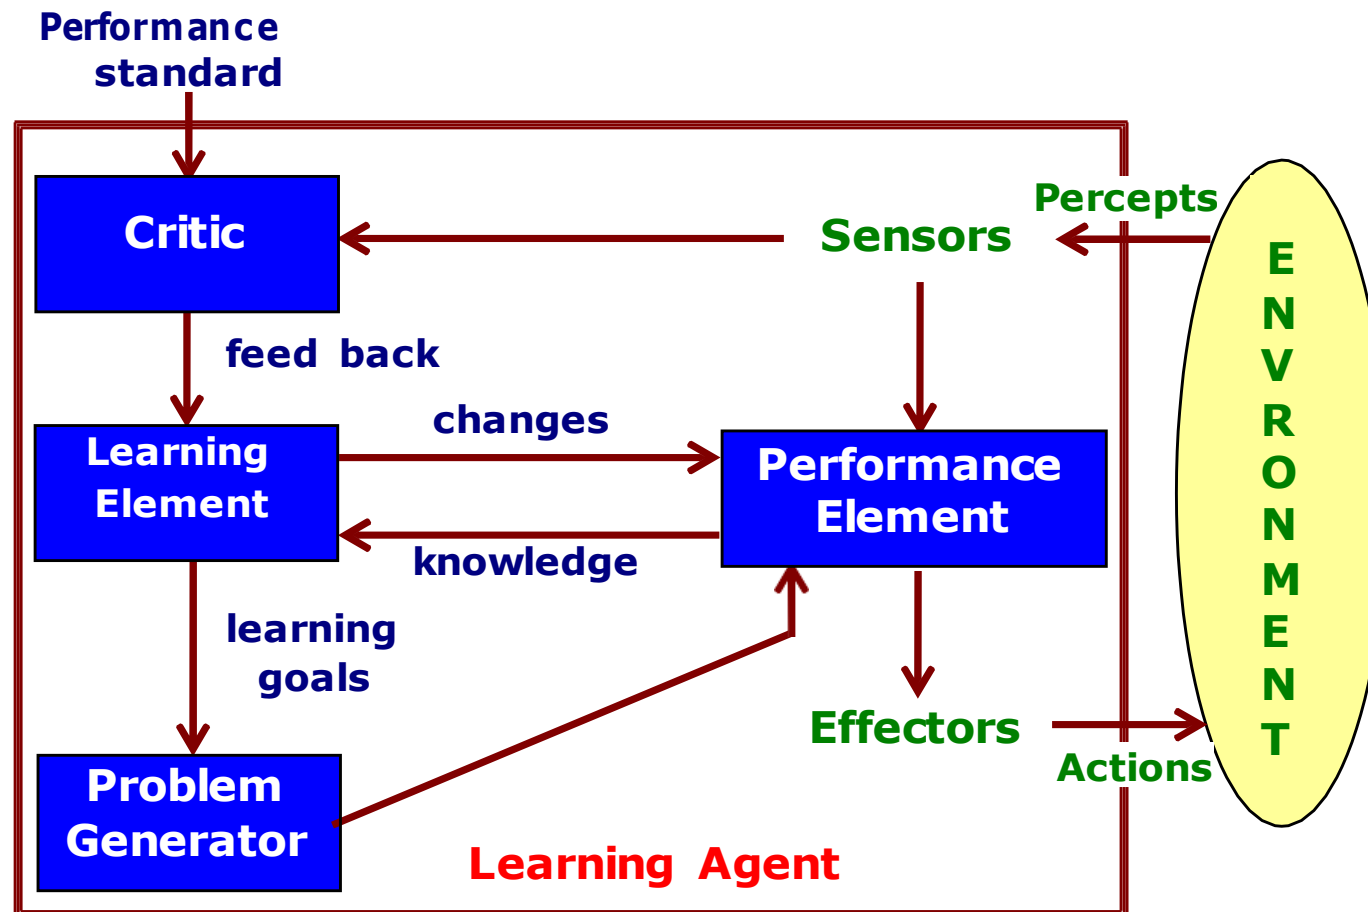 Performance
standard
Critic
Sensors
Percepts
feed back
changes
Learning
Element
Performance
Element
knowledge
learning
goals
Effectors
Actions
Problem
Generator
Learning Agent
E
N
V
R
O
N
M
E
N
T